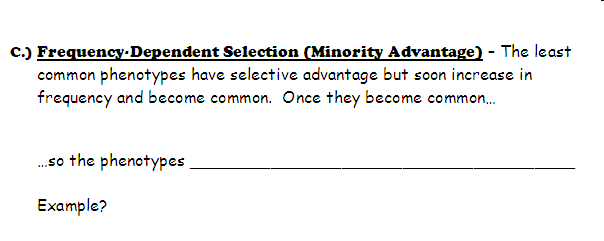 C.) Frequency-Dependent Selection (Minority Advantage) - The least
common phenotypes have selective advantage but soon increase in
frequency and become common.  Once they become common…
…so the phenotypes ____________________________________
Example?